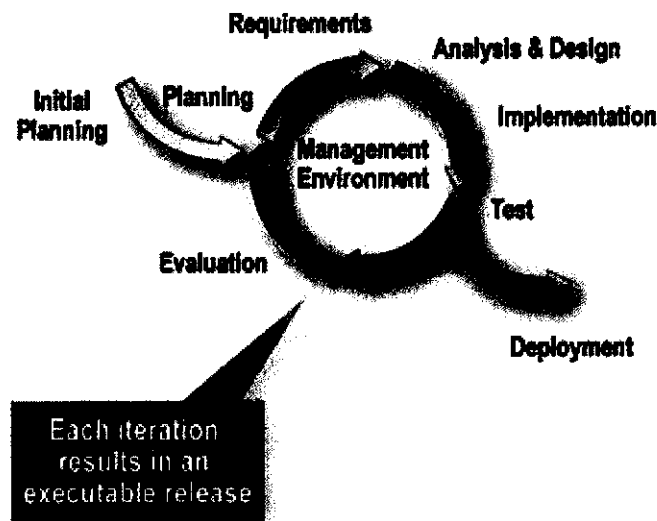 Requirements
Analysis & Design
Planning
Initial
Planning
Implementation
Management
Environment
Test
Evaluation
Deployment
Each iteration
results in an
executable release